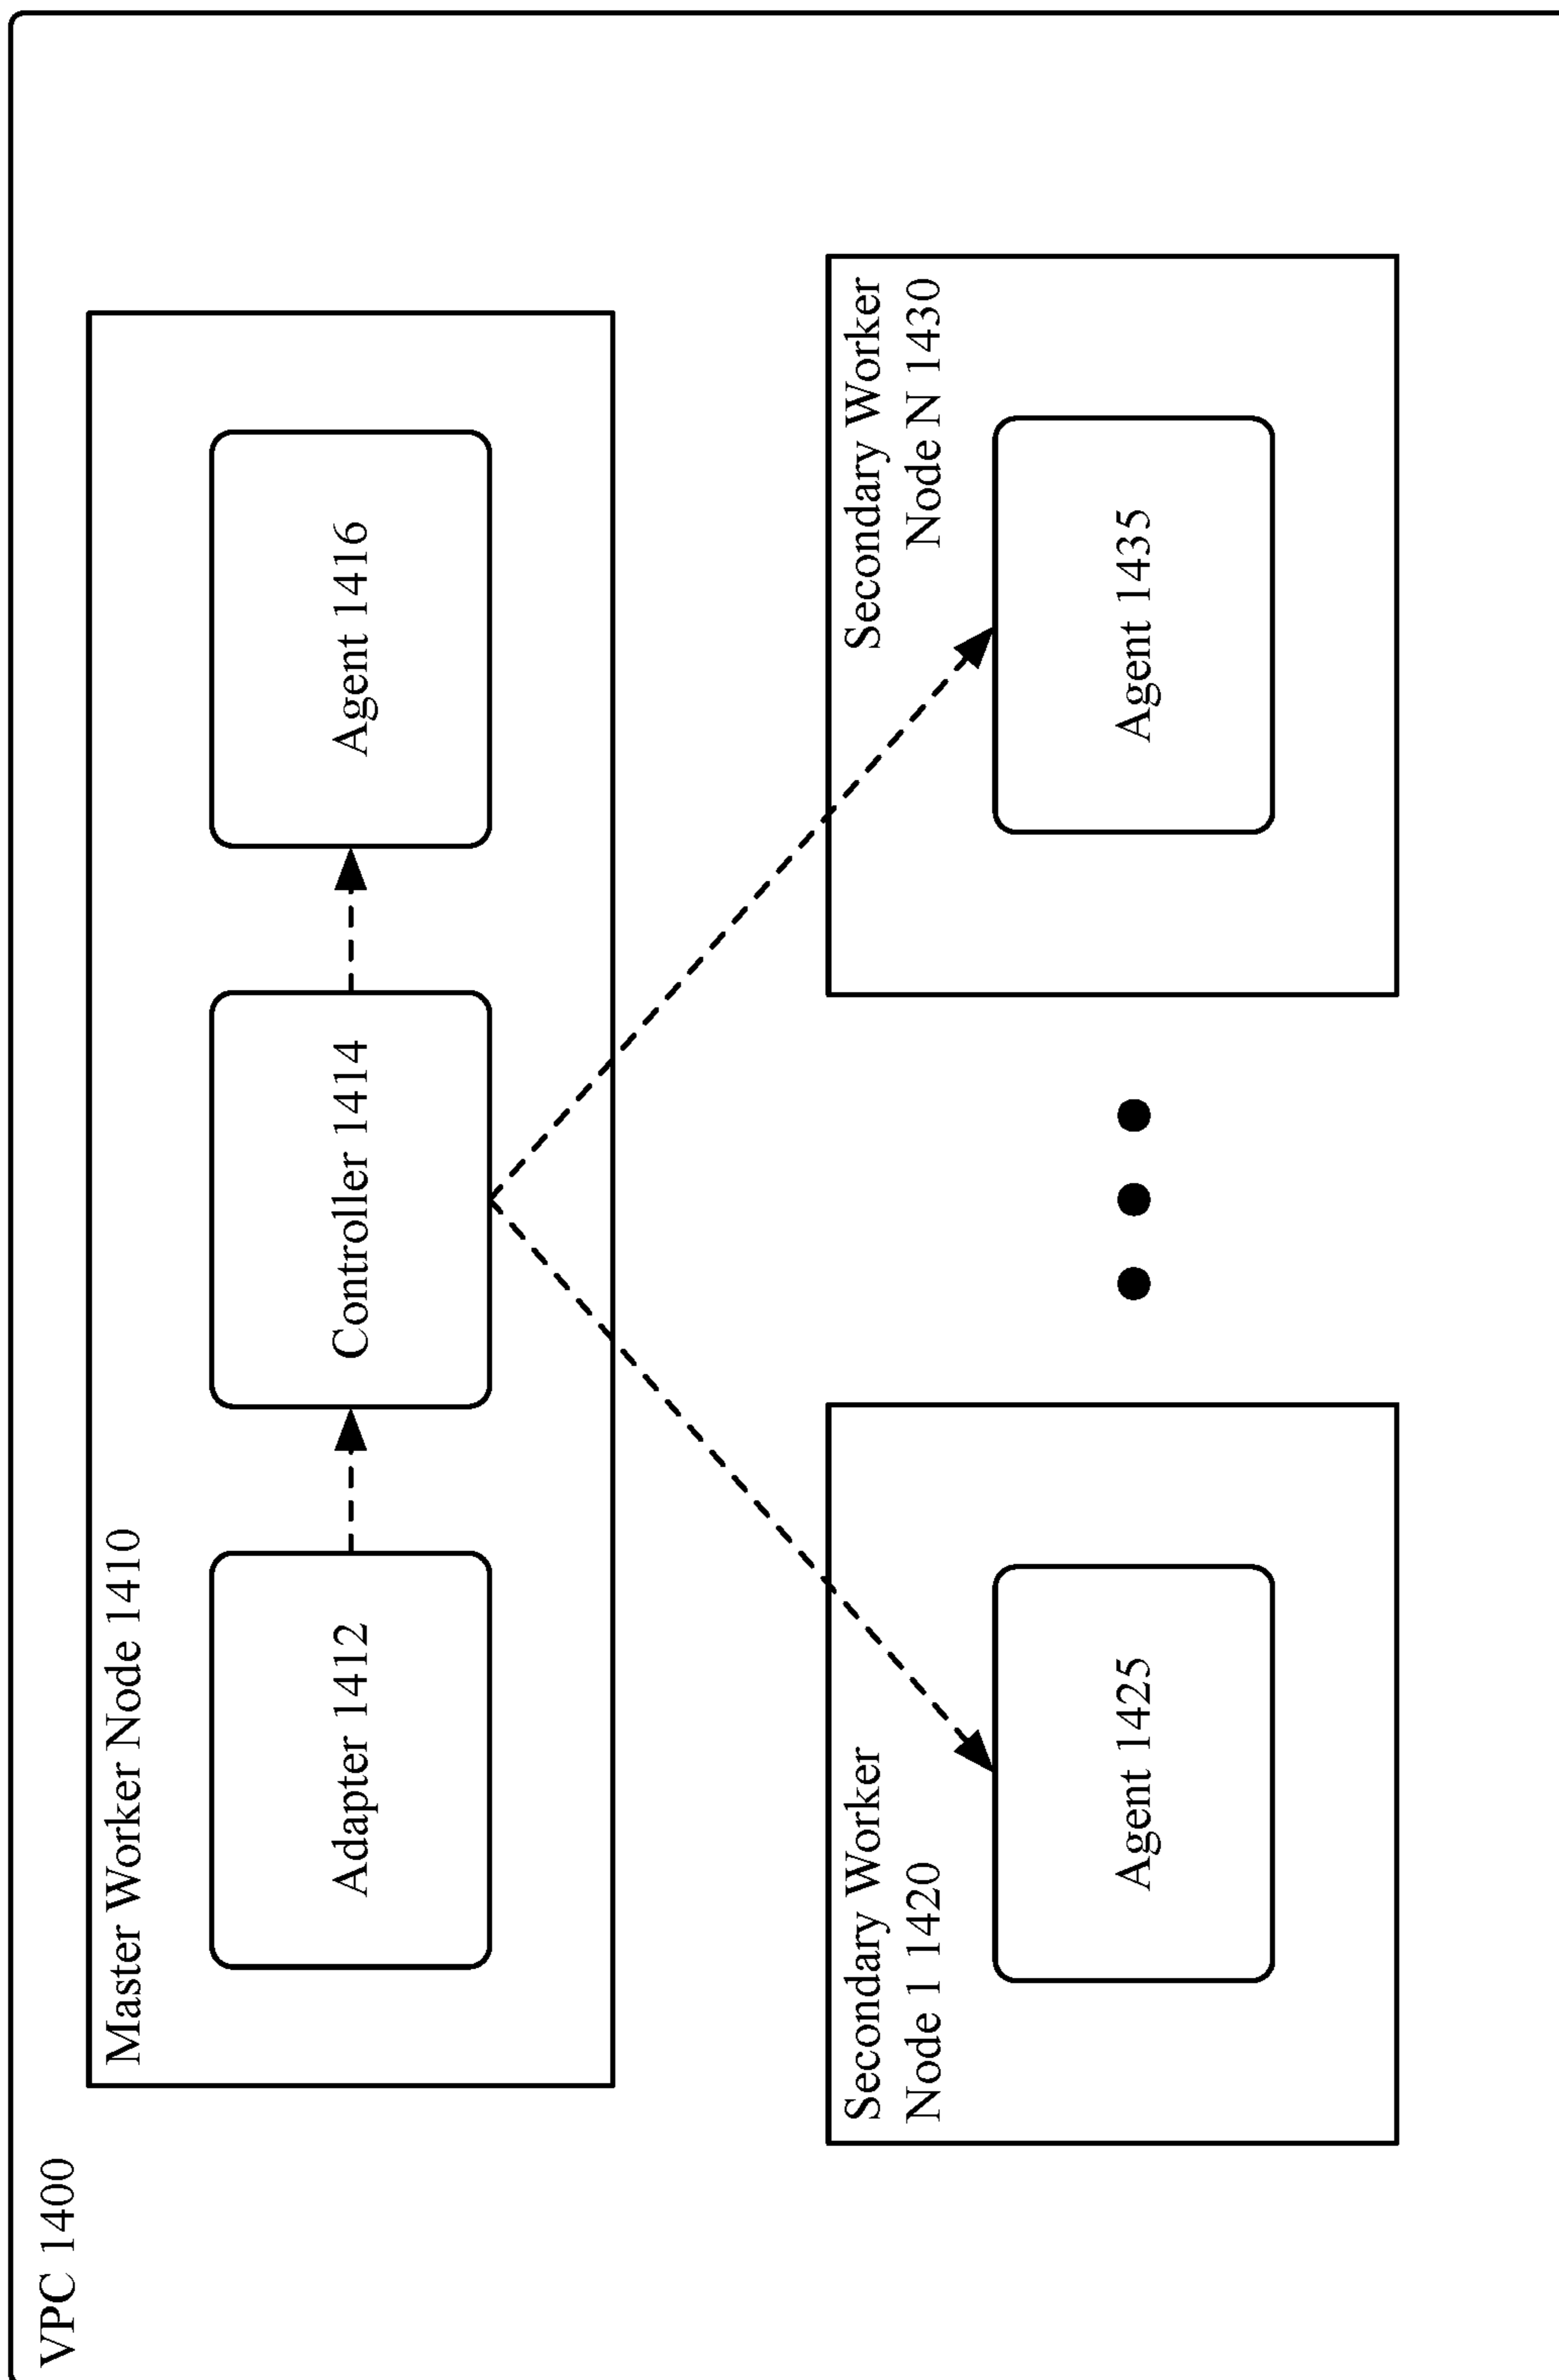 VPC 1400
Master Worker Node 1410
Adapter 1412
Controller 1414
Agent 1416
Secondary Worker
Node 1 1420
Agent 1425
Secondary Worker
Node N 1430
Agent 1435